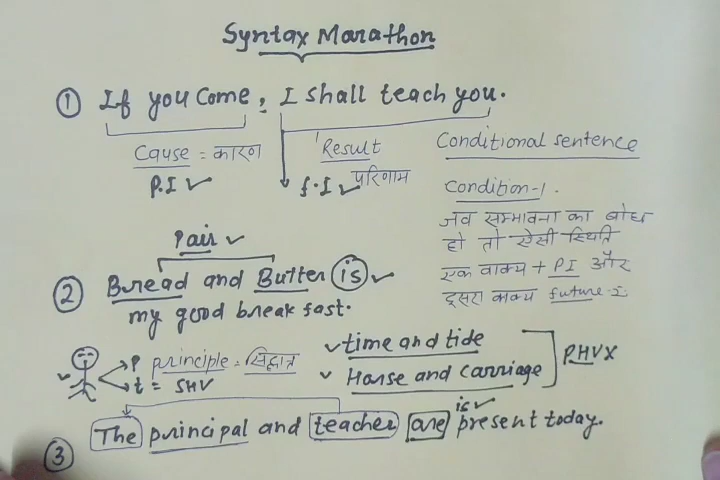 Syntax Marathon
① If you come, I shall teach you.
Cause = कारण
P.I ✓
Result
परिणाम
f.I ✓
Conditional sentence
Condition-1.
जब सम्भावना का बोध
हो तो ऐसी स्थिति
एक वाक्य + PI और
दूसरा वाक्य future-I
Pair ✓
② Bread and Butter is ✓
my good break fast.
P principle = सिद्धान्त
t = SHV
✓ time and tide
✓ Horse and carriage
PHVX
is ✓
③ The principal and teacher are present today.